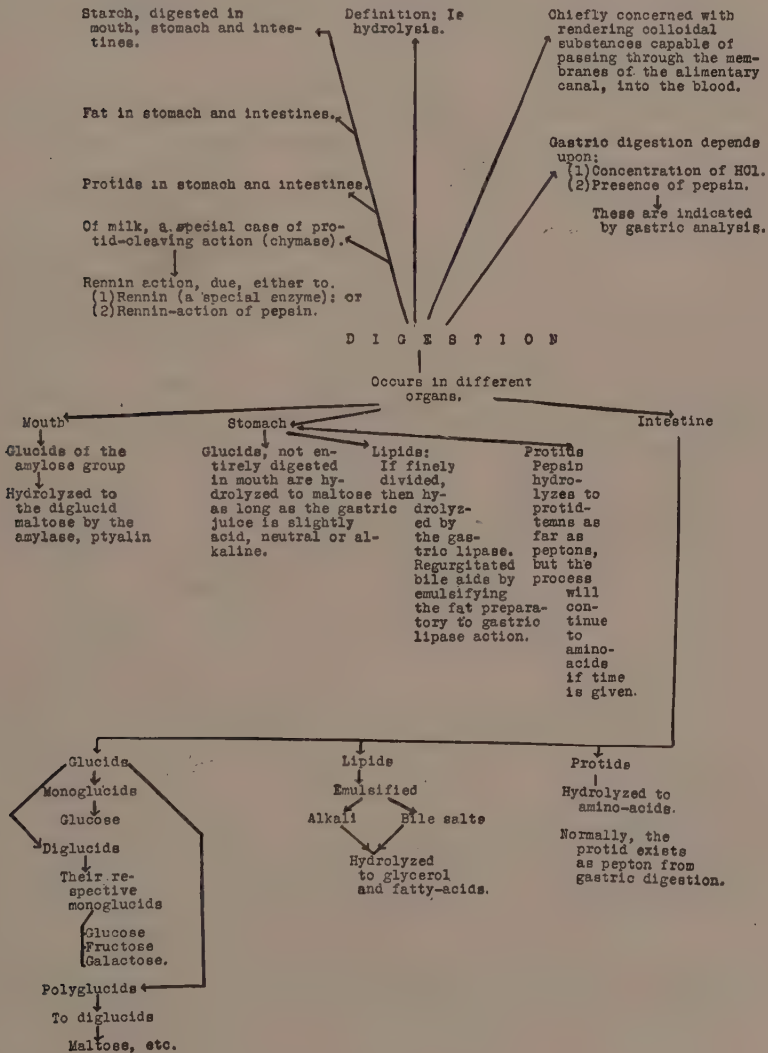 Starch, digested in
mouth, stomach and intes-
tines.
Definition: Is
hydrolysis.
Chiefly concerned with
rendering colloidal
substances capable of
passing through the mem-
branes of the alimentary
canal, into the blood.
Fat in stomach and intestines.
Protids in stomach and intestines.
Of milk, a special case of pro-
tid-cleaving action (chymase).
Rennin action, due, either to.
(1)Rennin (a special enzyme); or
(2)Rennin-action of pepsin.
Gastric digestion depends
upon:
(1)Concentration of HCl.
(2)Presence of pepsin.
These are indicated
by gastric analysis.
D I G E S T I O N
Occurs in different
organs.
Mouth
Glucids of the
amylose group
Hydrolyzed to
the diglucid
maltose by the
amylase, ptyalin
Stomach
Glucids, not en-
tirely digested
in mouth are hy-
drolyzed to maltose
as long as the gastric
juice is slightly
acid, neutral or al-
kaline.
Lipids:
If finely
divided,
then hy-
drolyz-
ed by
the gas-
tric lipase.
Regurgitated
bile aids by
emulsifying
the fat prepara-
tory to gastric
lipase action.
Protids
Pepsin
hydro-
lyzes to
protid-
temns as
far as
peptons,
but the
process
will
con-
tinue
to
amino-
acids
if time
is given.
Intestine
Glucids
Monoglucids
Glucose
Diglucids
Their re-
spective
monoglucids
Glucose
Fructose
Galactose.
Polyglucids
To diglucids
Maltose, etc.
Lipids
Emulsified
Alkali
Bile salts
Hydrolyzed
to glycerol
and fatty-acids.
Protids
Hydrolyzed to
amino-acids.
Normally, the
protid exists
as pepton from
gastric digestion.